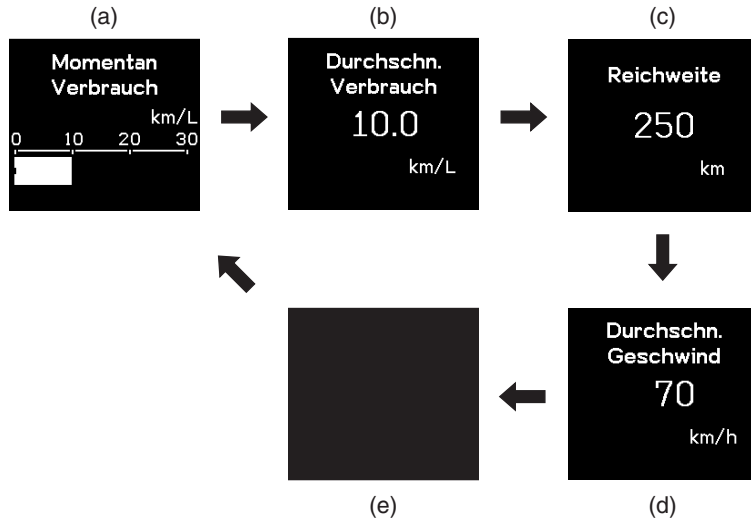 (a)
Momentan
Verbrauch
km/L
0 10 20 30
(b)
Durchschn.
Verbrauch
10.0
km/L
(c)
Reichweite
250
km
Durchschn.
Geschwind
70
km/h
(d)
(e)